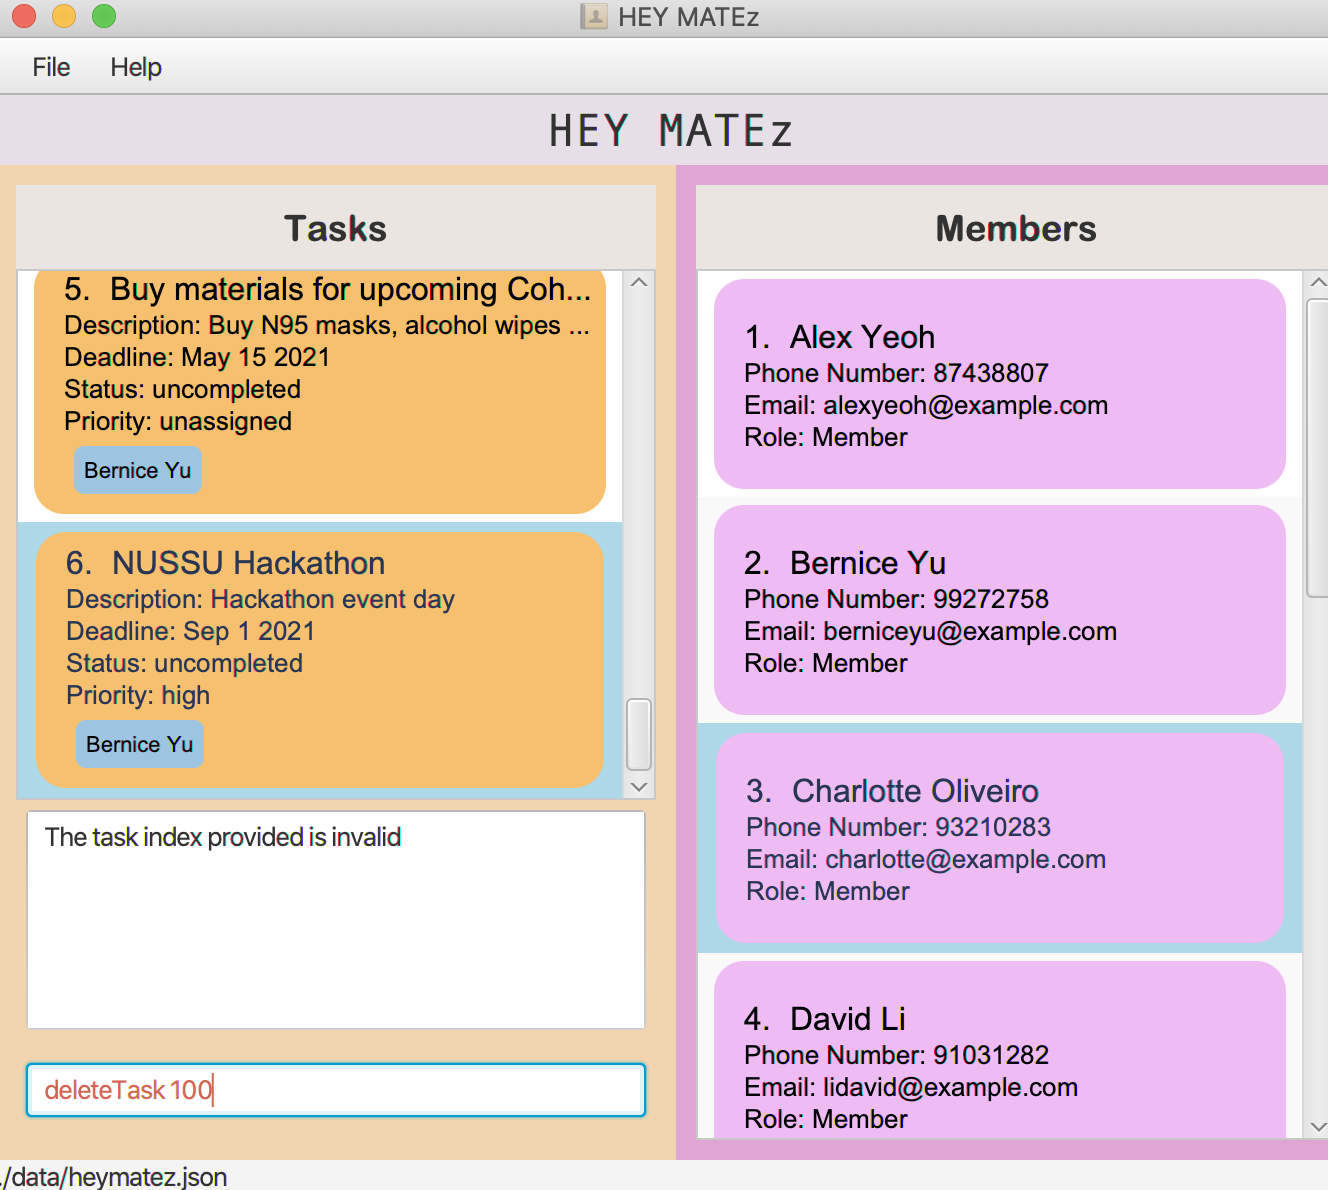 HEY MATEz
File Help
HEY MATEz
Tasks
5. Buy materials for upcoming Coh...
Description: Buy N95 masks, alcohol wipes ...
Deadline: May 15 2021
Status: uncompleted
Priority: unassigned
Bernice Yu
6. NUSSU Hackathon
Description: Hackathon event day
Deadline: Sep 1 2021
Status: uncompleted
Priority: high
Bernice Yu
The task index provided is invalid
deleteTask 100
Members
1. Alex Yeoh
Phone Number: 87438807
Email: alexyeoh@example.com
Role: Member
2. Bernice Yu
Phone Number: 99272758
Email: berniceyu@example.com
Role: Member
3. Charlotte Oliveiro
Phone Number: 93210283
Email: charlotte@example.com
Role: Member
4. David Li
Phone Number: 91031282
Email: lidavid@example.com
Role: Member
./data/heymatez.json